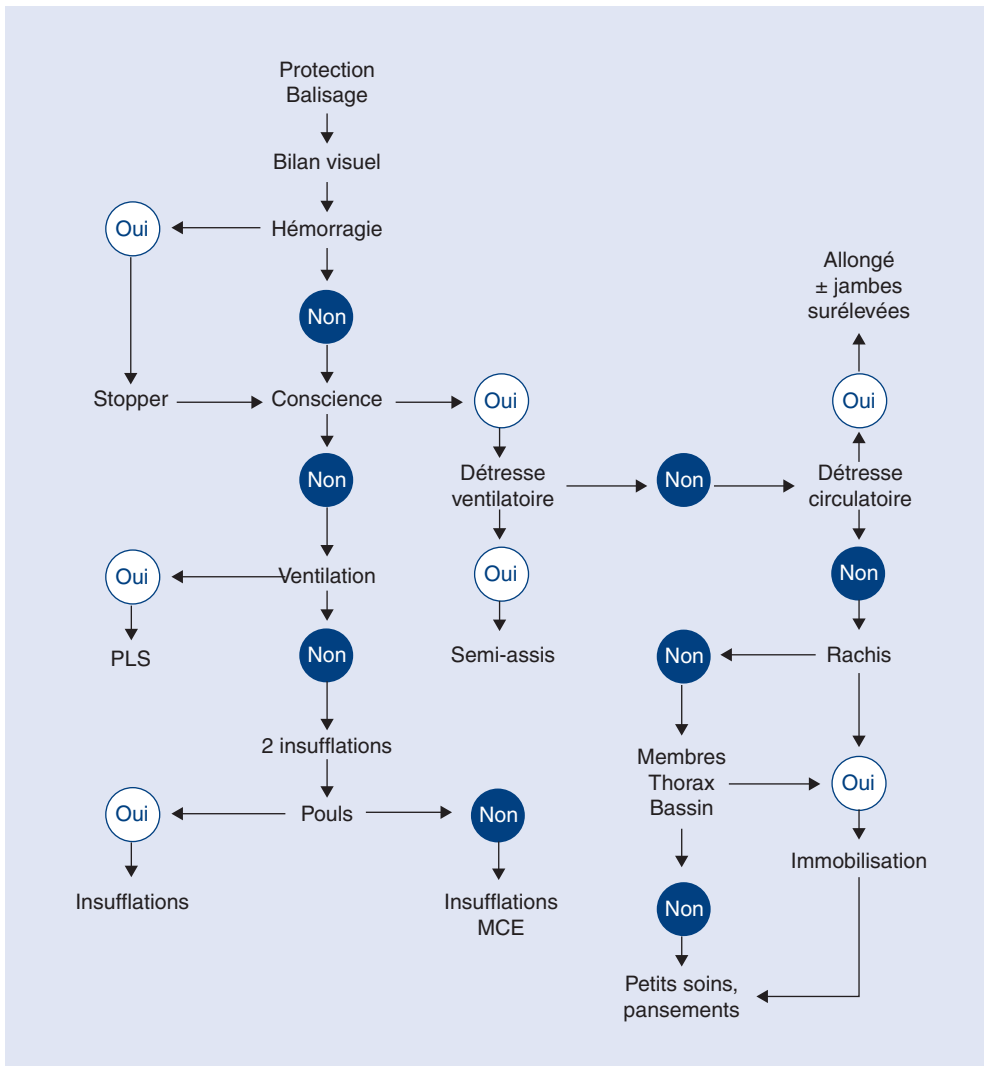 Protection
Balisage
Bilan visuel
Oui
Hémorragie
Non
Allongé
± jambes
surélevées
Stopper
Conscience
Oui
Oui
Non
Détresse
ventilatoire
Non
Détresse
circulatoire
Oui
Ventilation
Oui
Non
PLS
Non
Semi-assis
Non
Rachis
2 insufflations
Membres
Thorax
Bassin
Oui
Oui
Pouls
Non
Immobilisation
Insufflations
Insufflations
MCE
Non
Petits soins,
pansements